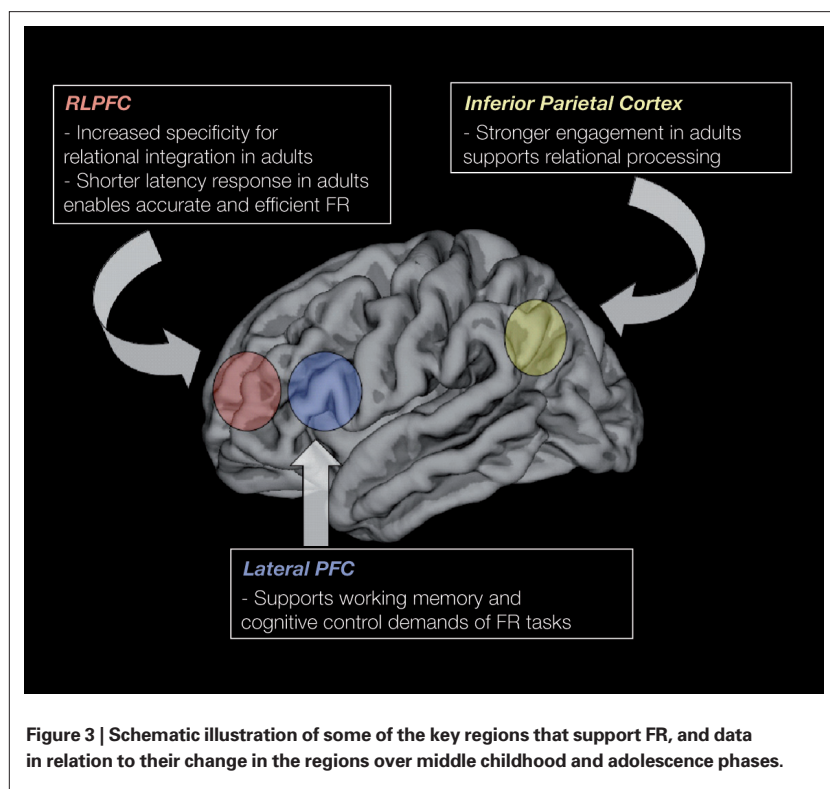 RLPFC
- Increased specificity for
relational integration in adults
- Shorter latency response in adults
enables accurate and efficient FR
Inferior Parietal Cortex
- Stronger engagement in adults
supports relational processing
Lateral PFC
- Supports working memory and
cognitive control demands of FR tasks
Figure 3 | Schematic illustration of some of the key regions that support FR, and data
in relation to their change in the regions over middle childhood and adolescence phases.